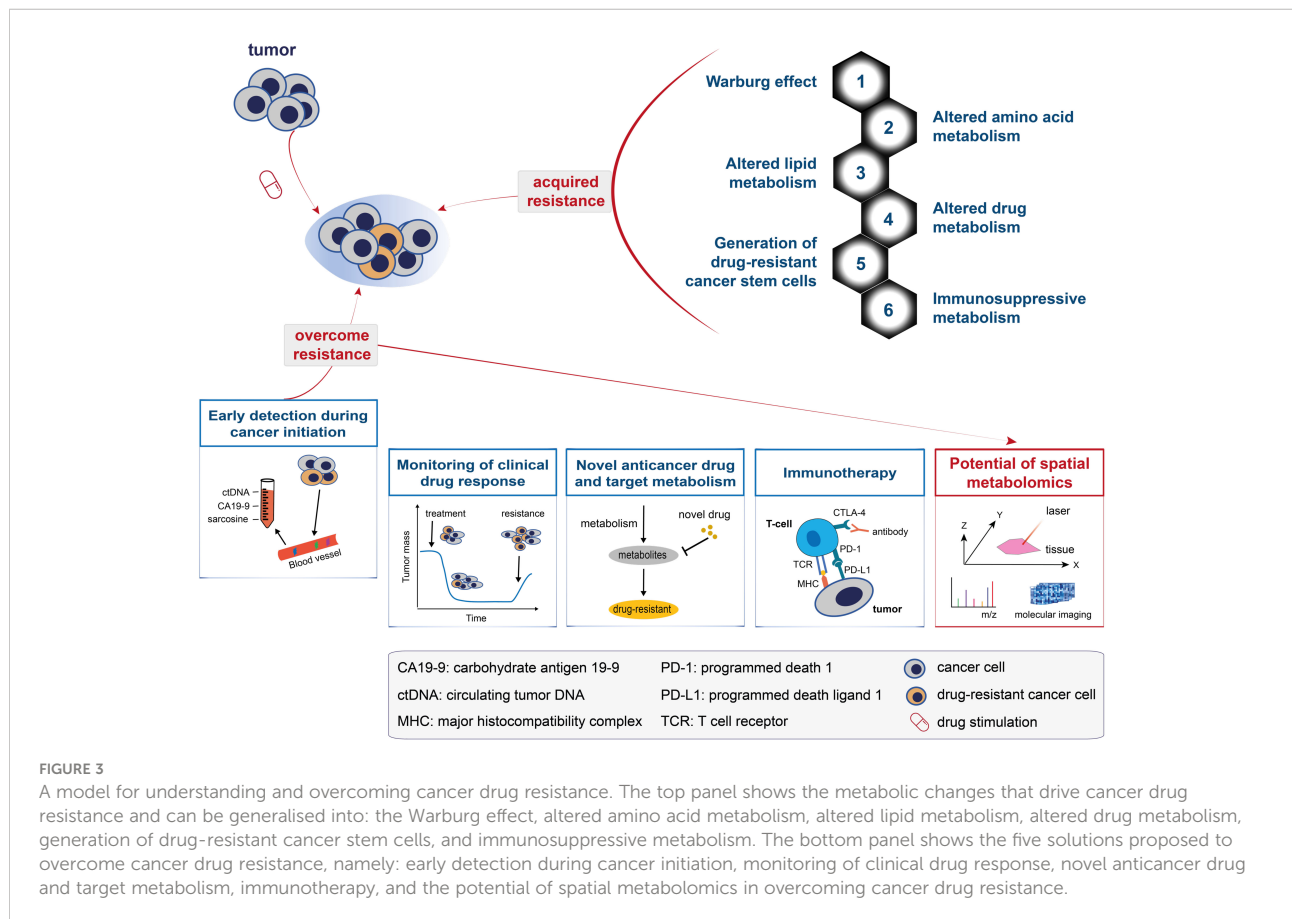 tumor
acquired
resistance
Warburg effect
1
2
Altered amino acid
metabolism
Altered lipid
metabolism
3
4
Altered drug
metabolism
Generation of
drug-resistant
cancer stem cells
5
6
Immunosuppressive
metabolism
overcome
resistance
Early detection during
cancer initiation
ctDNA
CA19-9
sarcosine
Blood vessel
Monitoring of clinical
drug response
treatment
resistance
Tumor mass
Time
Novel anticancer drug
and target metabolism
metabolism
novel drug
metabolites
drug-resistant
Immunotherapy
CTLA-4
T-cell
antibody
PD-1
TCR
PD-L1
MHC
tumor
Potential of spatial
metabolomics
laser
Y
Z
tissue
X
m/z
molecular imaging
CA19-9: carbohydrate antigen 19-9
ctDNA: circulating tumor DNA
MHC: major histocompatibility complex
PD-1: programmed death 1
PD-L1: programmed death ligand 1
TCR: T cell receptor
cancer cell
drug-resistant cancer cell
drug stimulation
FIGURE 3
A model for understanding and overcoming cancer drug resistance. The top panel shows the metabolic changes that drive cancer drug
resistance and can be generalised into: the Warburg effect, altered amino acid metabolism, altered lipid metabolism, altered drug metabolism,
generation of drug-resistant cancer stem cells, and immunosuppressive metabolism. The bottom panel shows the five solutions proposed to
overcome cancer drug resistance, namely: early detection during cancer initiation, monitoring of clinical drug response, novel anticancer drug
and target metabolism, immunotherapy, and the potential of spatial metabolomics in overcoming cancer drug resistance.